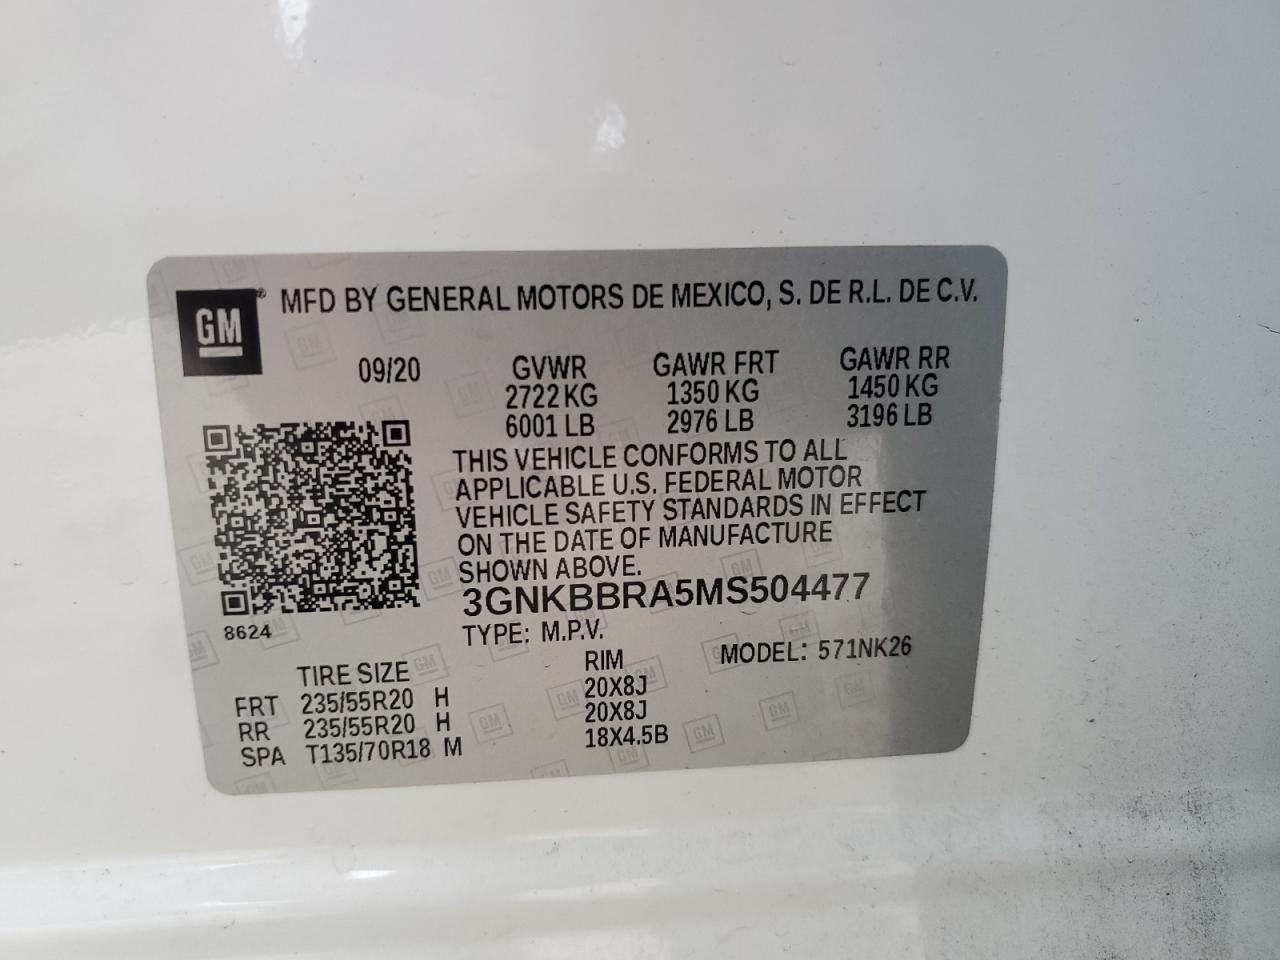 GM ® MFD BY GENERAL MOTORS DE MEXICO, S. DE R.L. DE C.V.
09/20 GVWR GAWR FRT GAWR RR
2722 KG 1350 KG 1450 KG
6001 LB 2976 LB 3196 LB
THIS VEHICLE CONFORMS TO ALL
APPLICABLE U.S. FEDERAL MOTOR
VEHICLE SAFETY STANDARDS IN EFFECT
ON THE DATE OF MANUFACTURE
SHOWN ABOVE.
3GNKBBRA5MS504477
8624 TYPE: M.P.V. MODEL: 571NK26
TIRE SIZE RIM
FRT 235/55R20 H 20X8J
RR 235/55R20 H 20X8J
SPA T135/70R18 M 18X4.5B